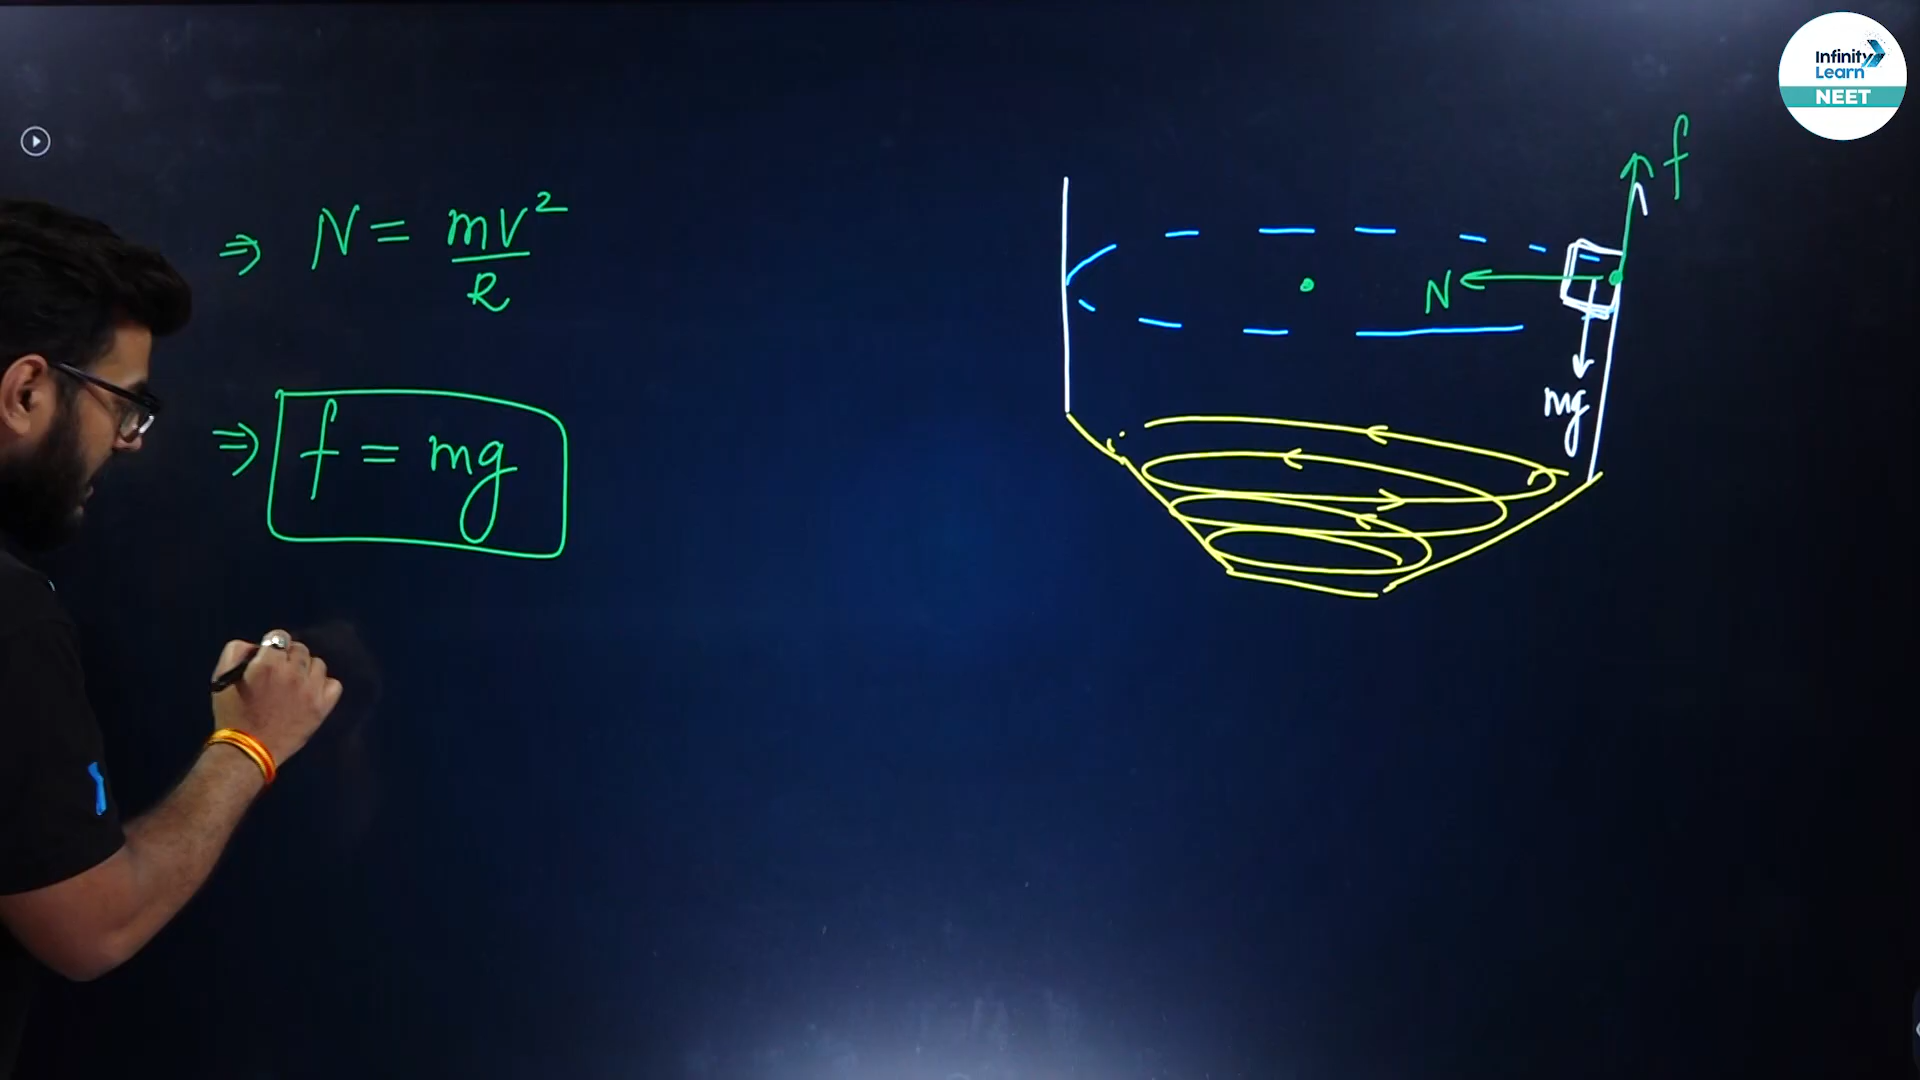 Infinity
Learn
NEET
⇒ N = mv²/R
⇒ f = mg
f
N
mg